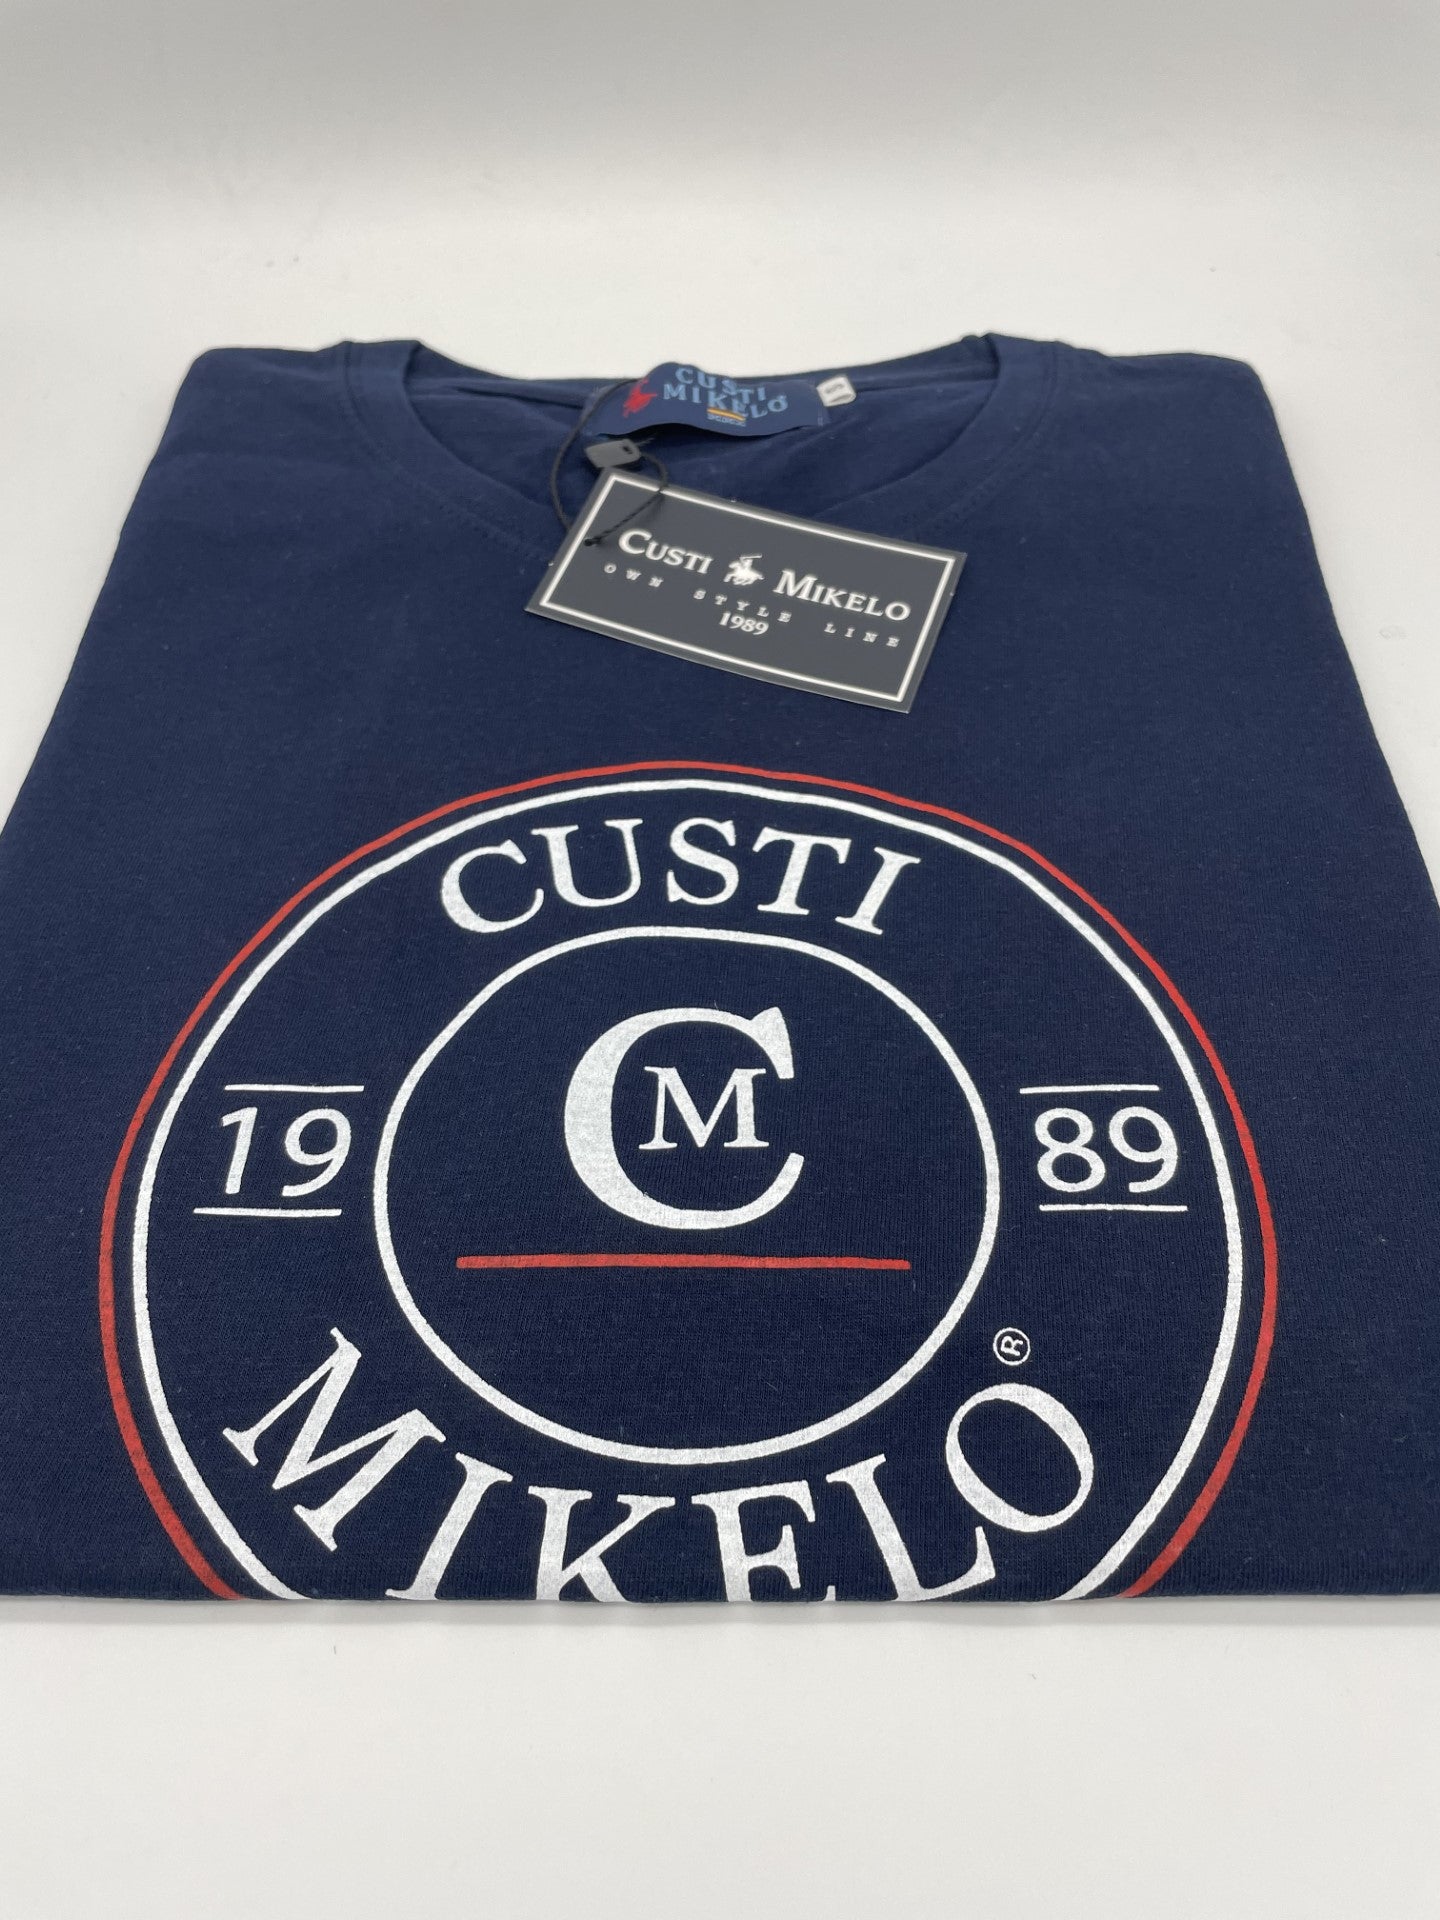 CUSTI
MIKELO
CUSTI MIKELO
OWN STYLE LINE
1989
CUSTI
CM
19 89
MIKELO®